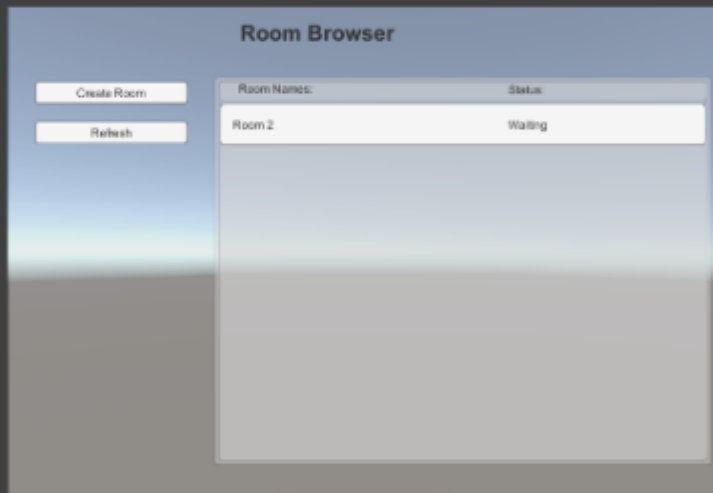 Room Browser
Create Room
Refresh
Room Names: Status:
Room 2 Waiting